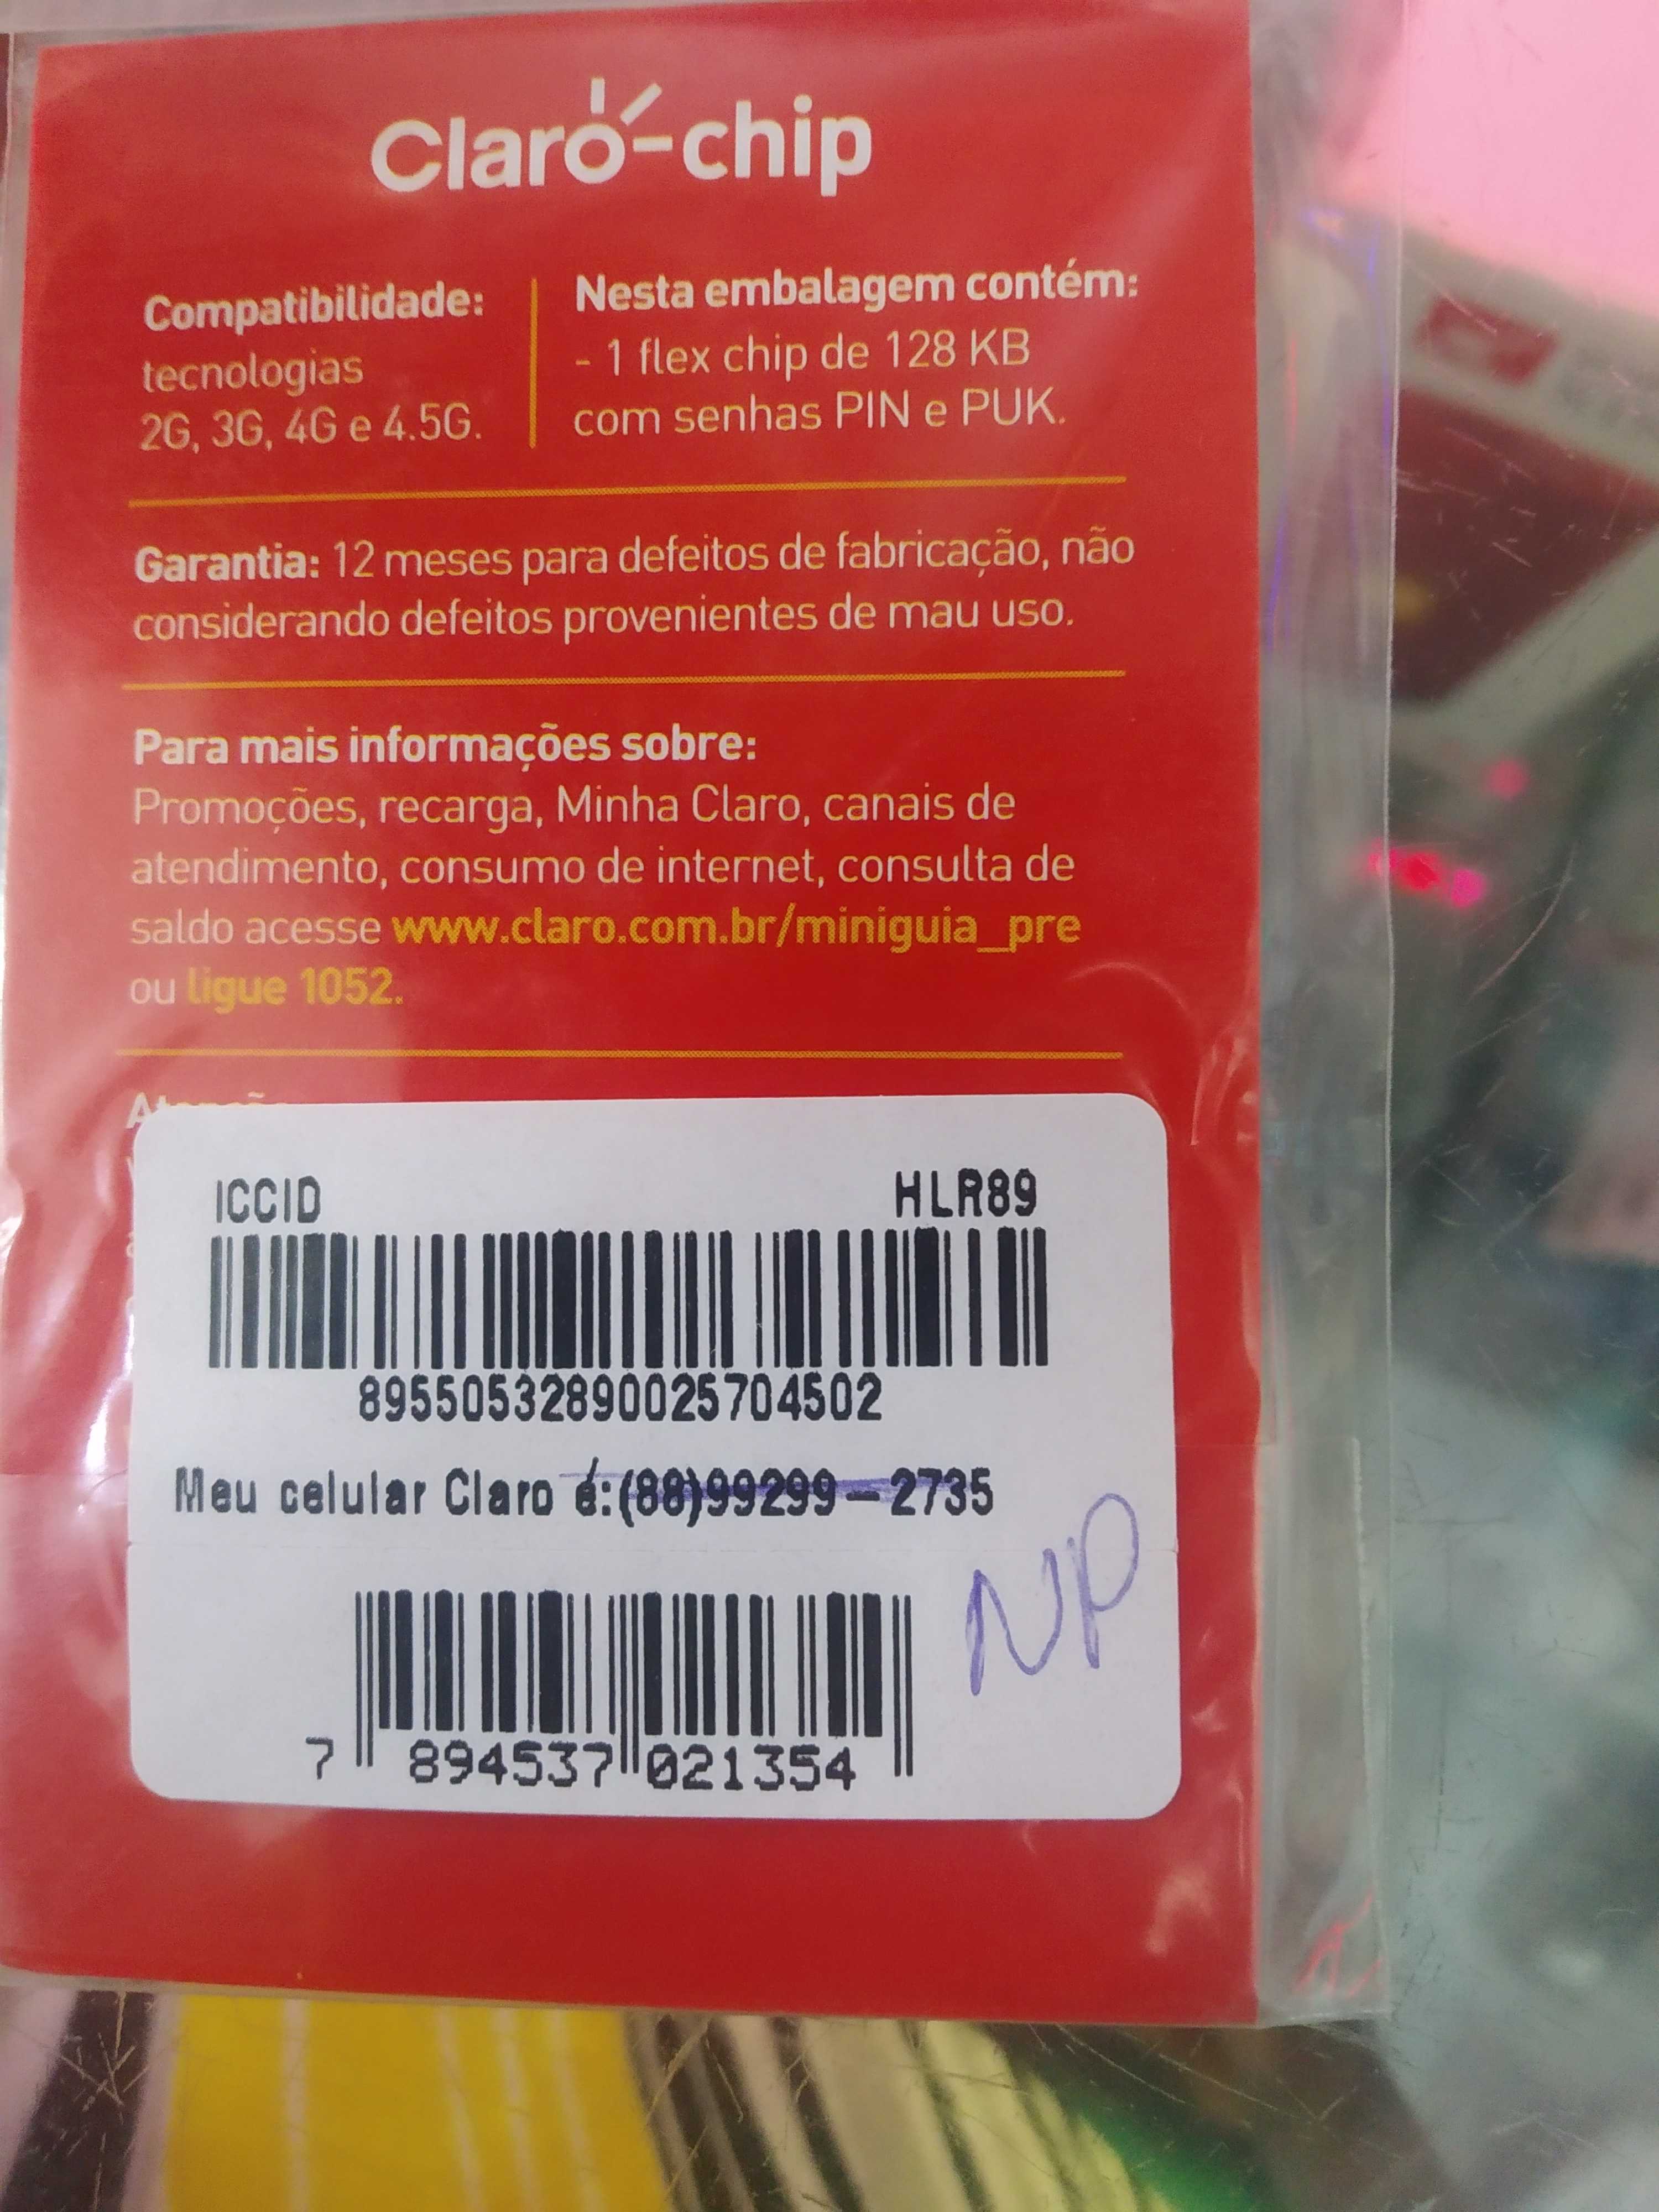 Claro-chip
Compatibilidade:
tecnologias
2G, 3G, 4G e 4.5G.
Nesta embalagem contém:
- 1 flex chip de 128 KB
com senhas PIN e PUK.
Garantia: 12 meses para defeitos de fabricação, não
considerando defeitos provenientes de mau uso.
Para mais informações sobre:
Promoções, recarga, Minha Claro, canais de
atendimento, consumo de internet, consulta de
saldo acesse www.claro.com.br/miniguia_pre
ou ligue 1052.
ICCID HLR89
89550532890025704502
Meu celular Claro é:(88)99299-2735
NP
7 894537 021354